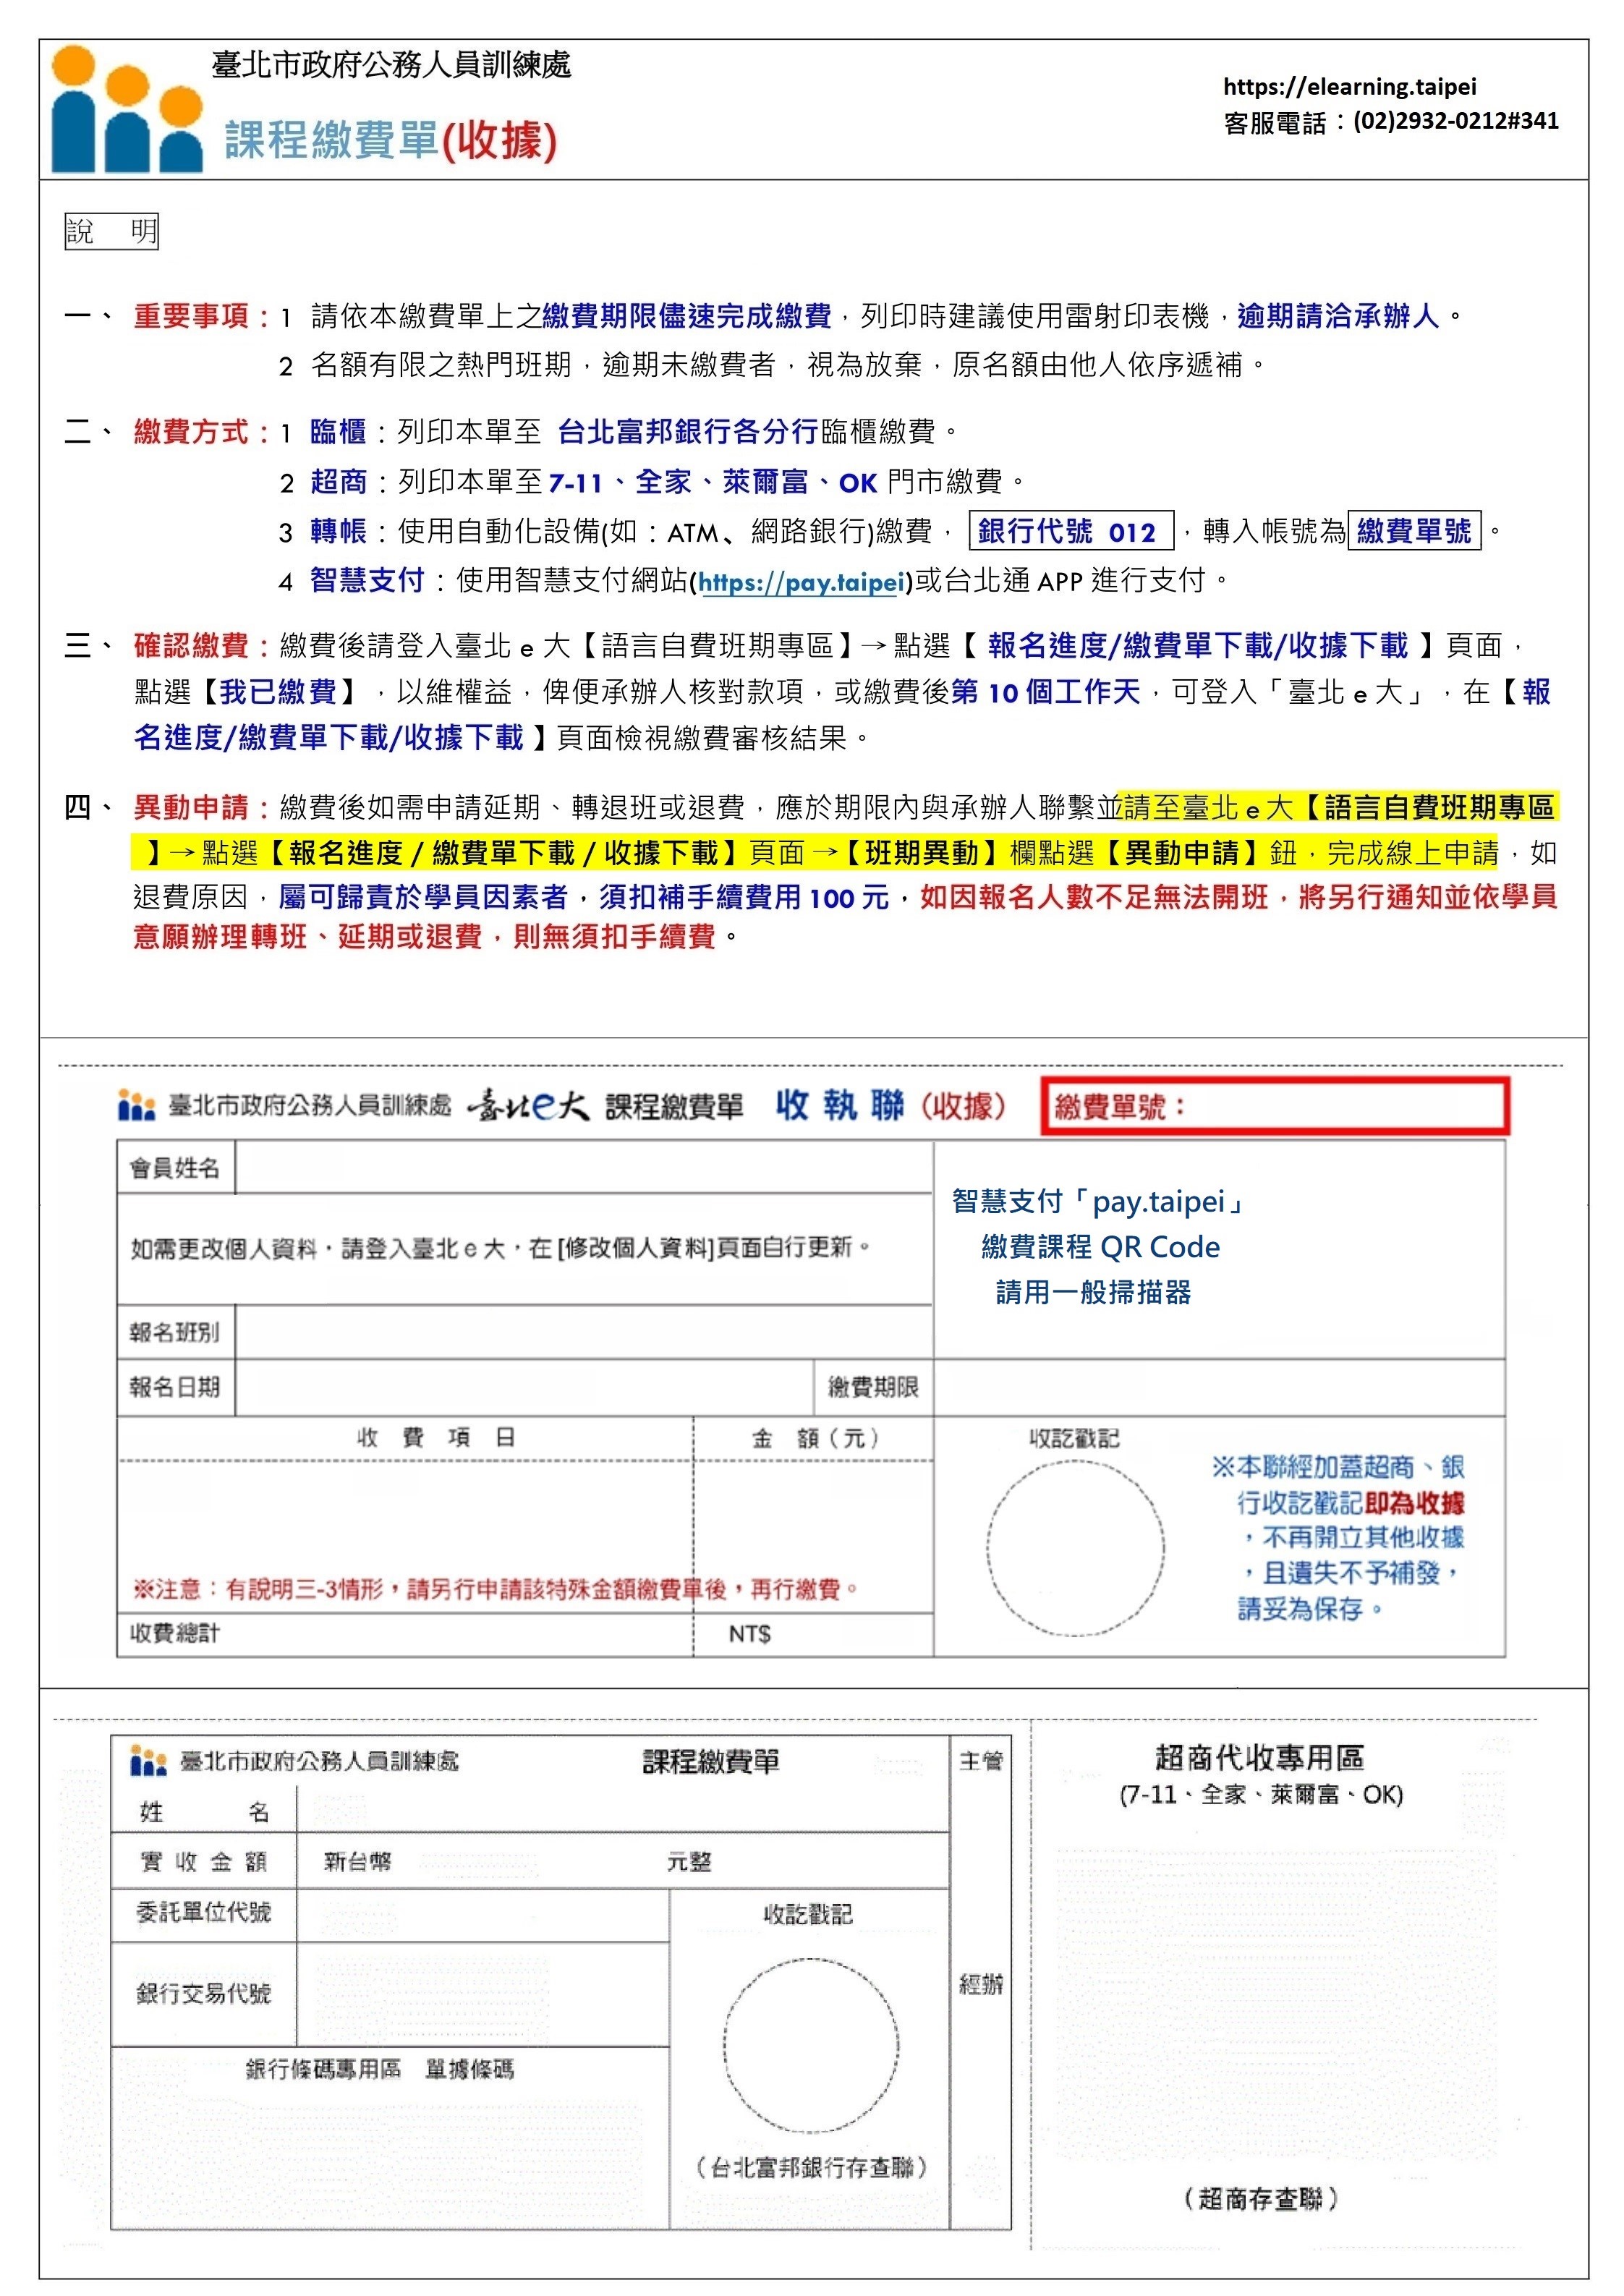 臺北市政府公務人員訓練處
課程繳費單(收據)
https://elearning.taipei
客服電話：(02)2932-0212#341
說　明
一、 重要事項：1 請依本繳費單上之繳費期限儘速完成繳費，列印時建議使用雷射印表機，逾期請洽承辦人。
2 名額有限之熱門班期，逾期未繳費者，視為放棄，原名額由他人依序遞補。
二、 繳費方式：1 臨櫃：列印本單至 台北富邦銀行各分行臨櫃繳費。
2 超商：列印本單至 7-11、全家、萊爾富、OK 門市繳費。
3 轉帳：使用自動化設備(如：ATM、網路銀行)繳費， 銀行代號 012 ，轉入帳號為 繳費單號 。
4 智慧支付：使用智慧支付網站(https://pay.taipei)或台北通 APP 進行支付。
三、 確認繳費：繳費後請登入臺北 e 大【語言自費班期專區】→點選【 報名進度/繳費單下載/收據下載 】頁面，
點選【我已繳費】，以維權益，俾便承辦人核對款項，或繳費後第 10 個工作天，可登入「臺北 e 大」，在【報
名進度/繳費單下載/收據下載 】頁面檢視繳費審核結果。
四、 異動申請：繳費後如需申請延期、轉退班或退費，應於期限內與承辦人聯繫並請至臺北 e 大【語言自費班期專區
】→點選【報名進度 / 繳費單下載 / 收據下載】頁面→【班期異動】欄點選【異動申請】鈕，完成線上申請，如
退費原因，屬可歸責於學員因素者，須扣補手續費用 100 元，如因報名人數不足無法開班，將另行通知並依學員
意願辦理轉班、延期或退費，則無須扣手續費。
臺北市政府公務人員訓練處 臺北e大 課程繳費單 收執聯（收據） 繳費單號：
會員姓名
如需更改個人資料，請登入臺北 e 大，在 [修改個人資料]頁面自行更新。
智慧支付「pay.taipei」
繳費課程 QR Code
請用一般掃描器
報名班別
報名日期 繳費期限
收 費 項 日 金 額（元） 收訖戳記
※本聯經加蓋超商、銀
行收訖戳記即為收據
，不再開立其他收據
，且遺失不予補發，
請妥為保存。
※注意：有說明三-3情形，請另行申請該特殊金額繳費單後，再行繳費。
收費總計 NT$
臺北市政府公務人員訓練處 課程繳費單 主管
姓 名
實 收 金 額 新台幣 元整
委託單位代號 收訖戳記
銀行交易代號 經辦
銀行條碼專用區 單據條碼
（台北富邦銀行存查聯）
超商代收專用區
(7-11、全家、萊爾富、OK)
（超商存查聯）